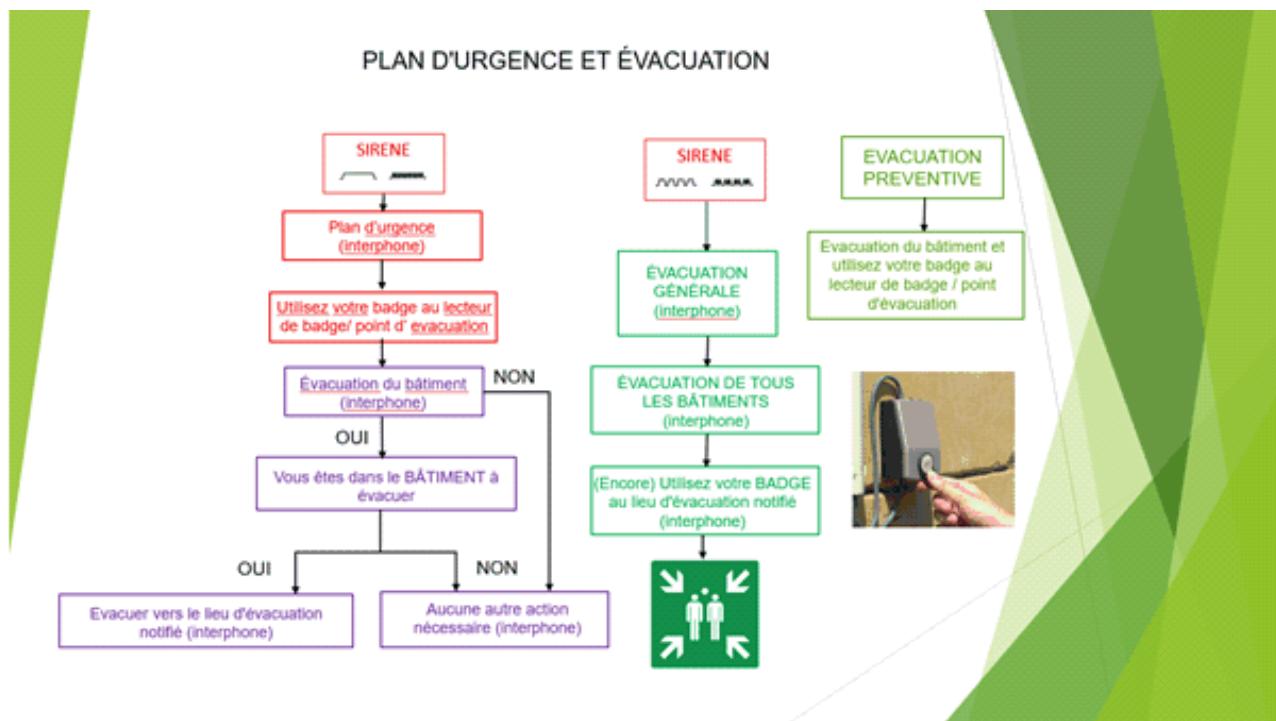 PLAN D'URGENCE ET ÉVACUATION
SIRENE
Plan d'urgence
(interphone)
Utilisez votre badge au lecteur
de badge/ point d' evacuation
Évacuation du bâtiment
(interphone)
NON
OUI
Vous êtes dans le BÂTIMENT à
évacuer
OUI
NON
Evacuer vers le lieu d'évacuation
notifié (interphone)
Aucune autre action
nécessaire (interphone)
SIRENE
ÉVACUATION
GÉNÉRALE
(interphone)
ÉVACUATION DE TOUS
LES BÂTIMENTS
(interphone)
(Encore) Utilisez votre BADGE
au lieu d'évacuation notifié
(interphone)
EVACUATION
PREVENTIVE
Evacuation du bâtiment et
utilisez votre badge au
lecteur de badge / point
d'évacuation